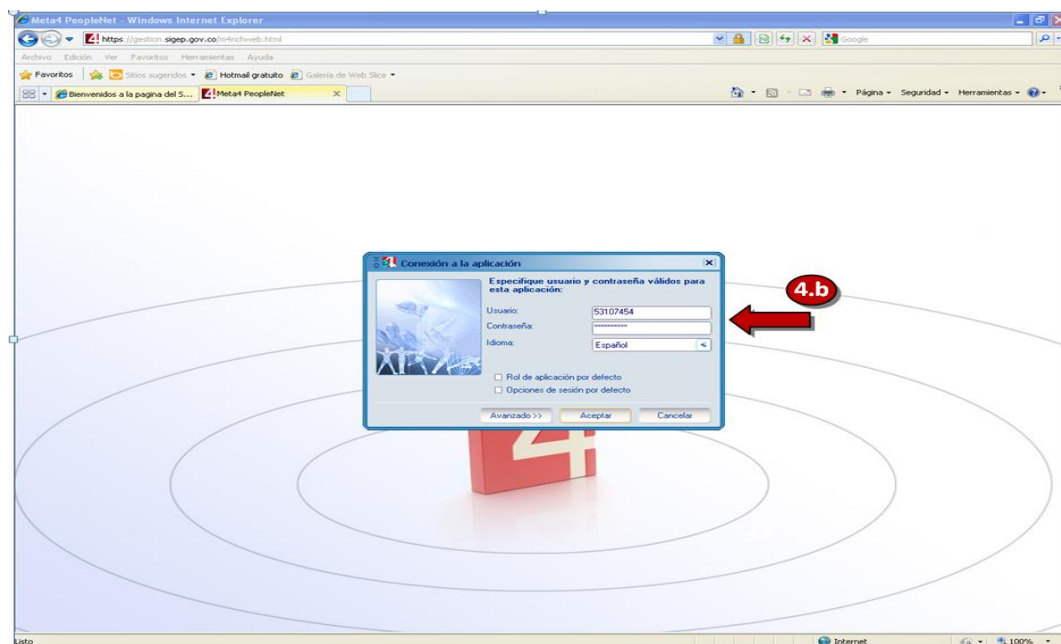 Meta4 PeopleNet - Windows Internet Explorer
https://gestion.sigep.gov.co/m4richweb.html
Google
Archivo Edición Ver Favoritos Herramientas Ayuda
Favoritos Sitios sugeridos Hotmail gratuito Galería de Web Slice
Bienvenidos a la pagina del S... Meta4 PeopleNet Página Seguridad Herramientas
Conexión a la aplicación
Especifique usuario y contraseña válidos para
esta aplicación:
Usuario: 53107454
Contraseña: **********
Idioma: Español
Rol de aplicación por defecto
Opciones de sesión por defecto
Avanzado >> Aceptar Cancelar
4.b
4
Listo Internet 100%